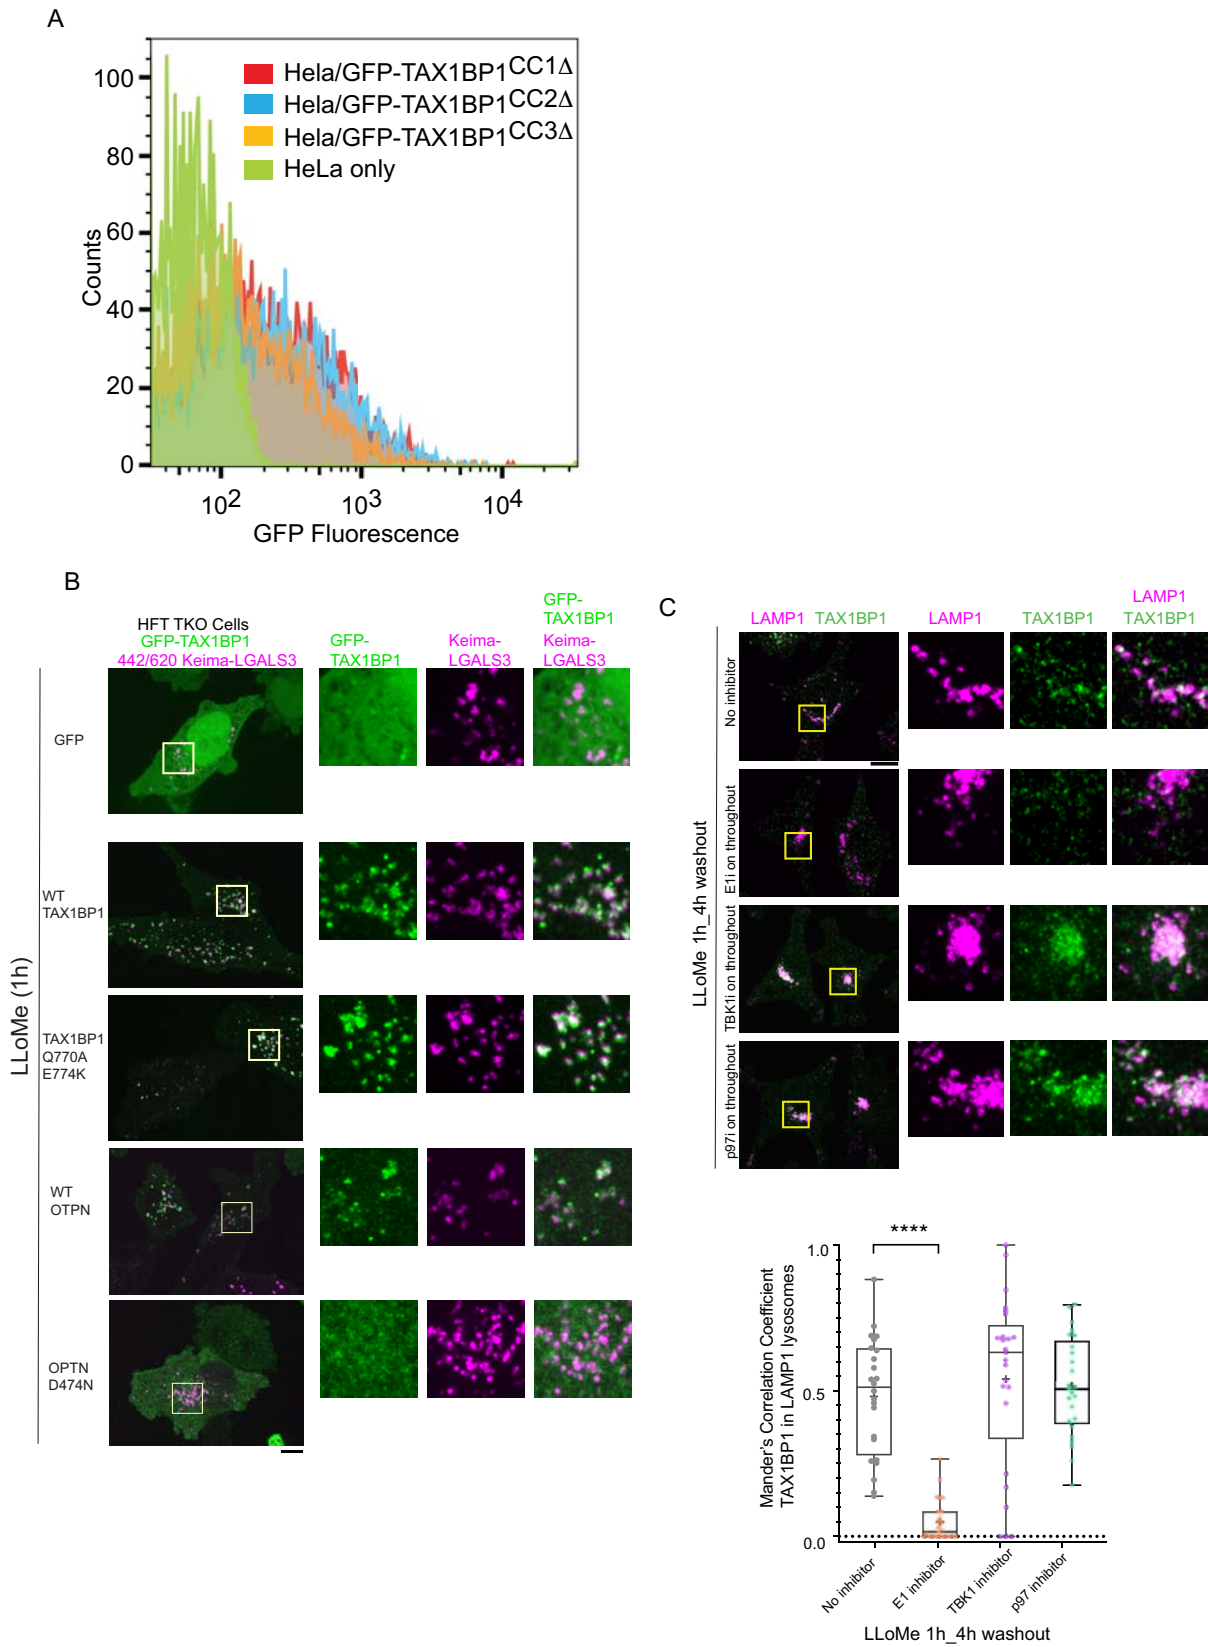 A
Counts
100
80
60
40
20
0
Hela/GFP-TAX1BP1CC1Δ
Hela/GFP-TAX1BP1CC2Δ
Hela/GFP-TAX1BP1CC3Δ
HeLa only
10² 10³ 10⁴
GFP Fluorescence
B
HFT TKO Cells
GFP-TAX1BP1
442/620 Keima-LGALS3
GFP-
TAX1BP1
Keima-
LGALS3
GFP-
TAX1BP1
Keima-
LGALS3
LLoMe (1h)
GFP
WT
TAX1BP1
TAX1BP1
Q770A
E774K
WT
OTPN
OPTN
D474N
C
LAMP1 TAX1BP1
LAMP1
TAX1BP1
LAMP1
TAX1BP1
LLoMe 1h_4h washout
No inhibitor
E1i on throughout
TBK1i on throughout
p97i on throughout
Mander's Correlation Coefficient
TAX1BP1 in LAMP1 lysosomes
1.0
0.5
0.0
****
No inhibitor
E1 inhibitor
TBK1 inhibitor
p97 inhibitor
LLoMe 1h_4h washout